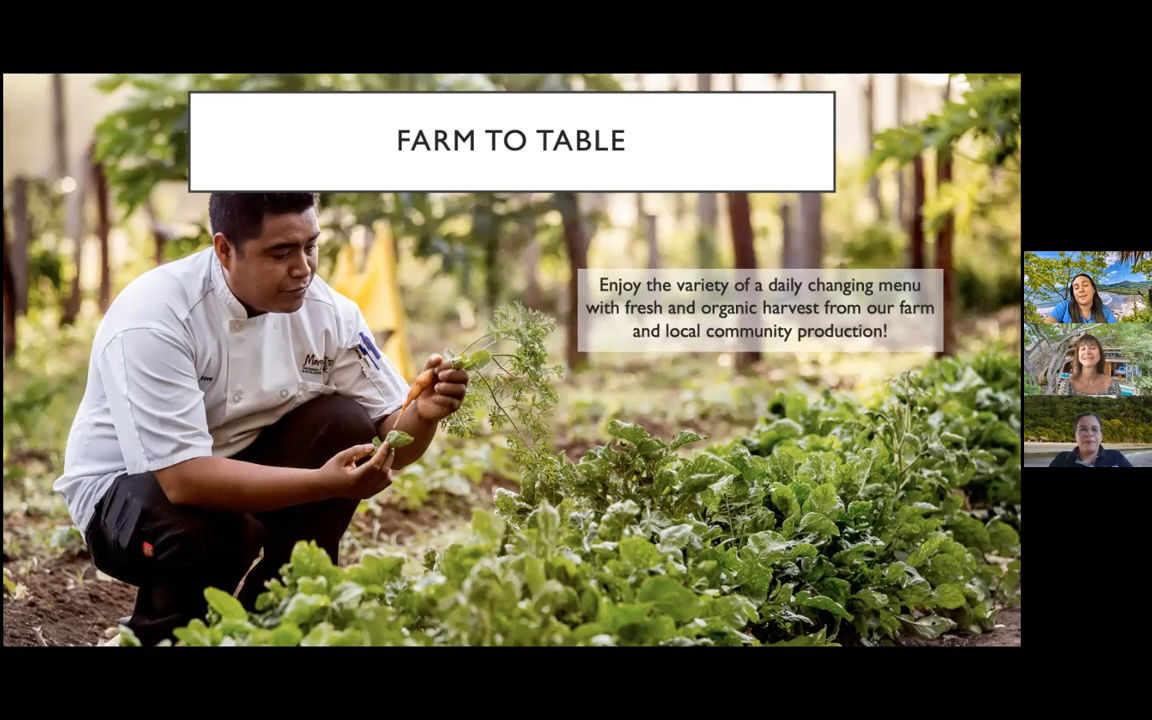 FARM TO TABLE
Enjoy the variety of a daily changing menu
with fresh and organic harvest from our farm
and local community production!